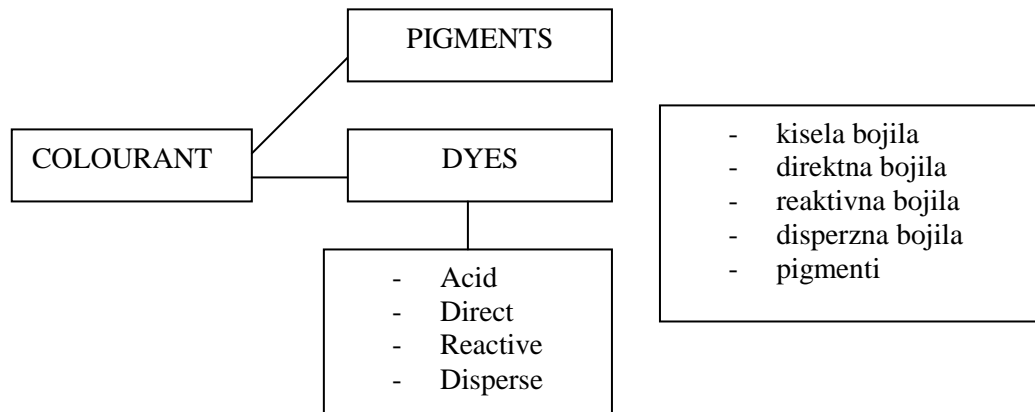 PIGMENTS
COLOURANT
DYES
- Acid
- Direct
- Reactive
- Disperse
- kisela bojila
- direktna bojila
- reaktivna bojila
- disperzna bojila
- pigmenti